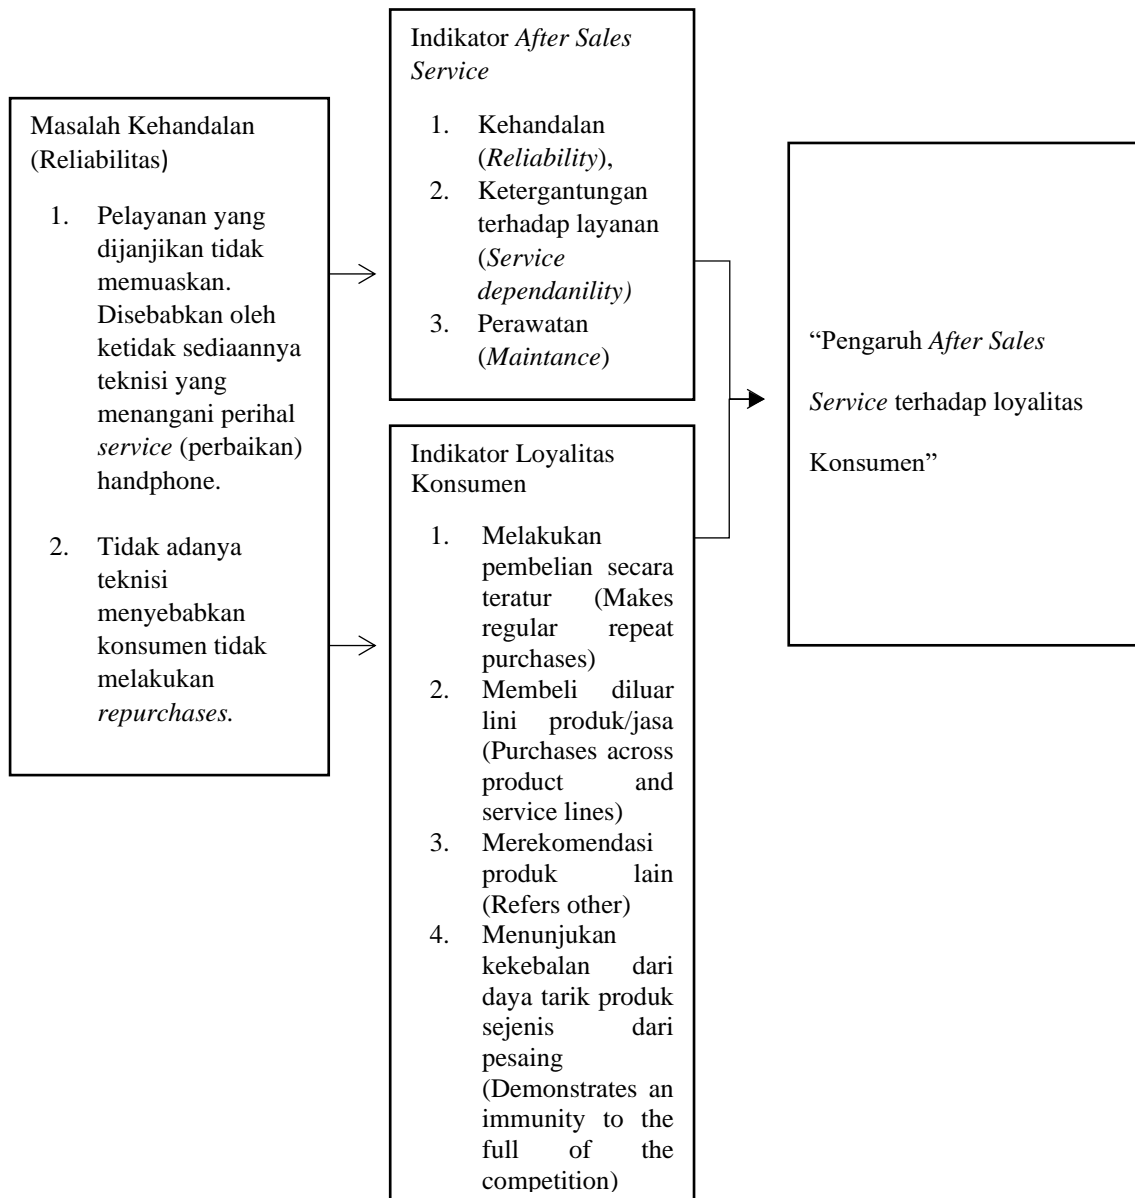 Masalah Kehandalan
(Reliabilitas)
1. Pelayanan yang
dijanjikan tidak
memuaskan.
Disebabkan oleh
ketidak sediaannya
teknisi yang
menangani perihal
service (perbaikan)
handphone.
2. Tidak adanya
teknisi
menyebabkan
konsumen tidak
melakukan
repurchases.
Indikator After Sales
Service
1. Kehandalan
(Reliability),
2. Ketergantungan
terhadap layanan
(Service
dependanility)
3. Perawatan
(Maintance)
Indikator Loyalitas
Konsumen
1. Melakukan
pembelian secara
teratur (Makes
regular repeat
purchases)
2. Membeli diluar
lini produk/jasa
(Purchases across
product and
service lines)
3. Merekomendasi
produk lain
(Refers other)
4. Menunjukan
kekebalan dari
daya tarik produk
sejenis dari
pesaing
(Demonstrates an
immunity to the
full of the
competition)
“Pengaruh After Sales
Service terhadap loyalitas
Konsumen”